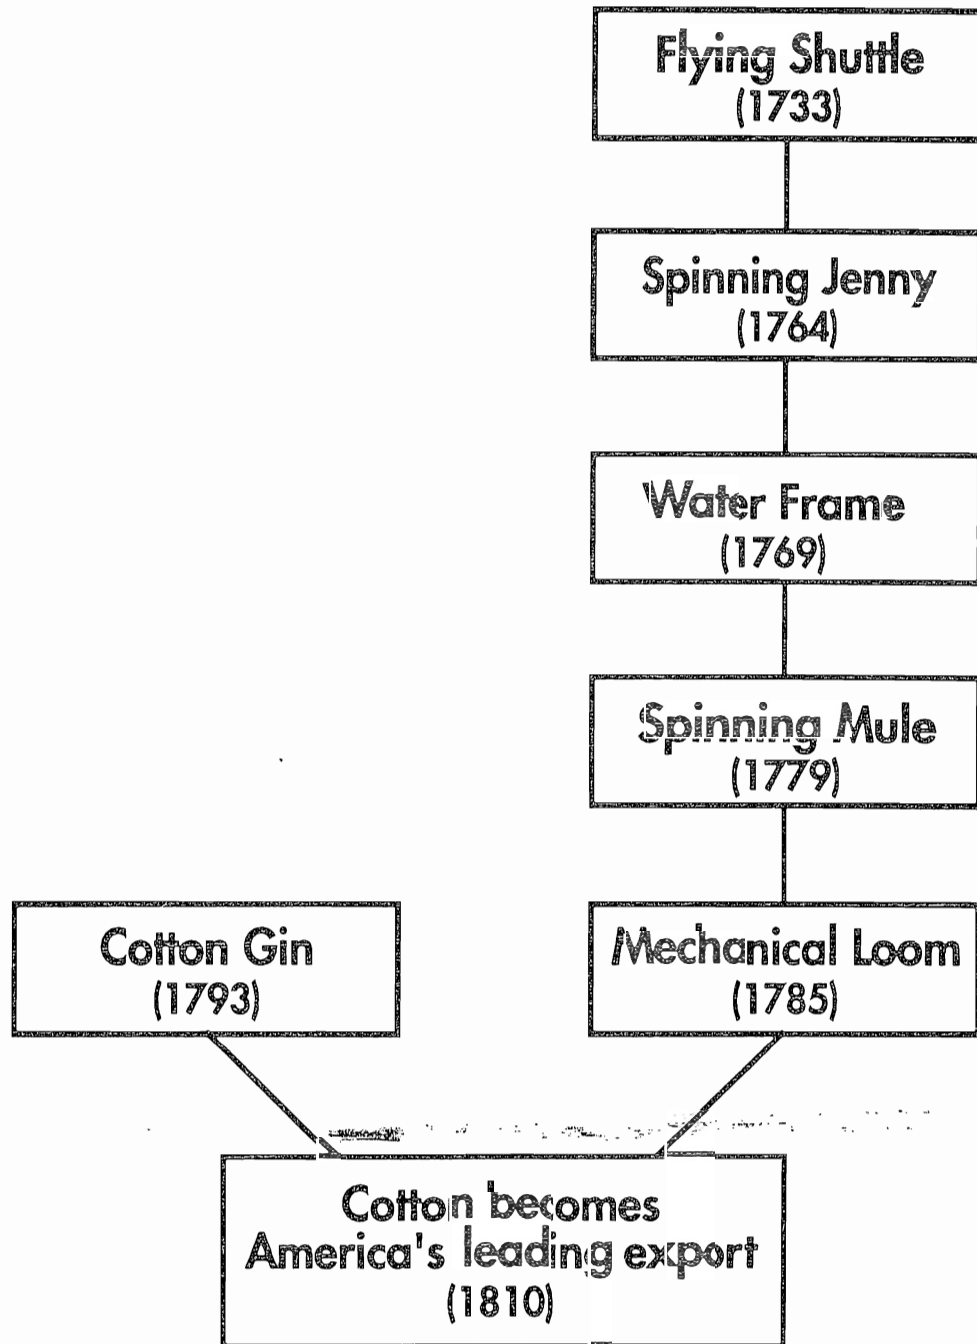 Flying Shuttle
(1733)
Spinning Jenny
(1764)
Water Frame
(1769)
Spinning Mule
(1779)
Cotton Gin
(1793)
Mechanical Loom
(1785)
Cotton becomes
America's leading export
(1810)